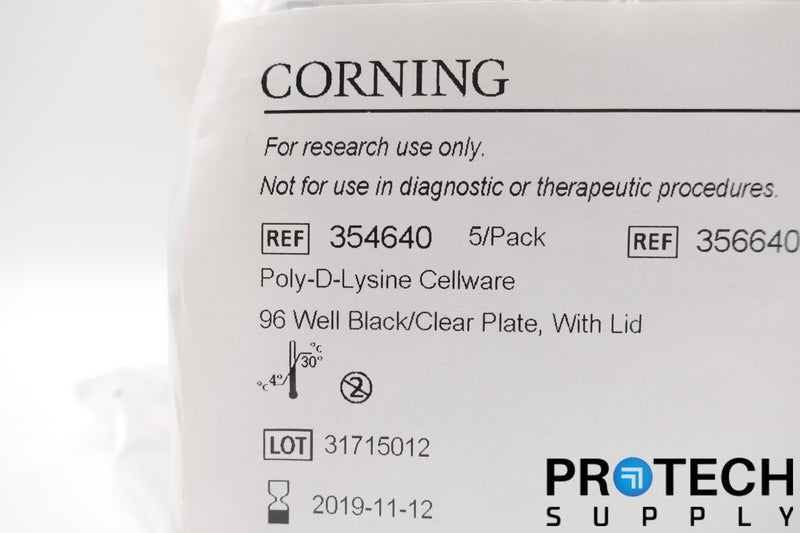 CORNING
For research use only.
Not for use in diagnostic or therapeutic procedures.
REF 354640 5/Pack REF 356640
Poly-D-Lysine Cellware
96 Well Black/Clear Plate, With Lid
°C
30°
°C 4°
2
LOT 31715012
2019-11-12
PROTECH
SUPPLY